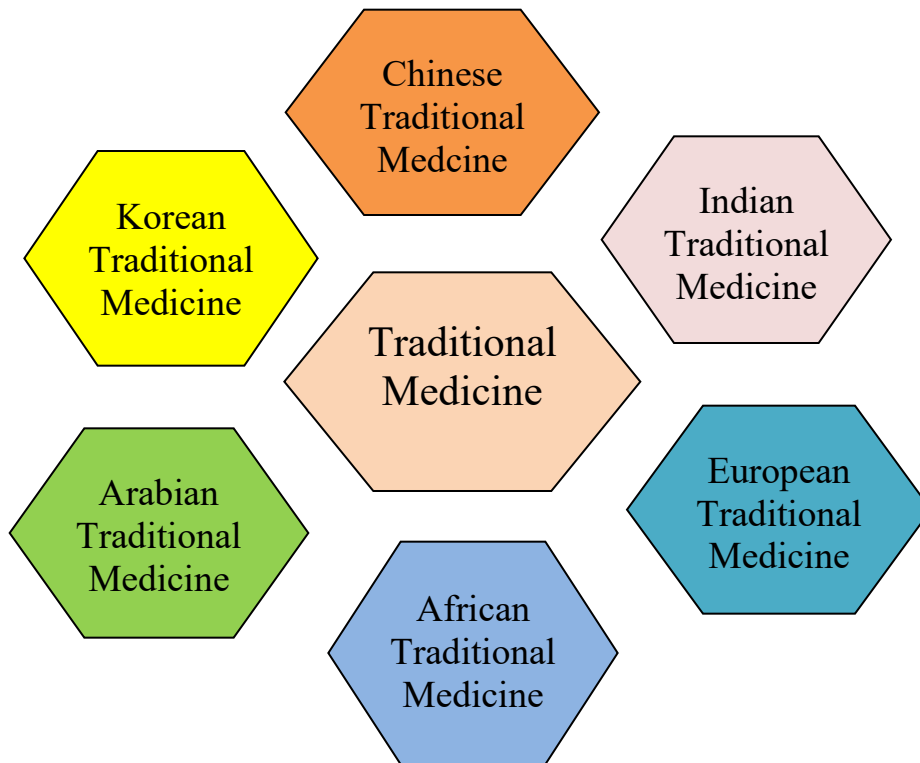 Chinese
Traditional
Medcine
Korean
Traditional
Medicine
Indian
Traditional
Medicine
Traditional
Medicine
Arabian
Traditional
Medicine
European
Traditional
Medicine
African
Traditional
Medicine